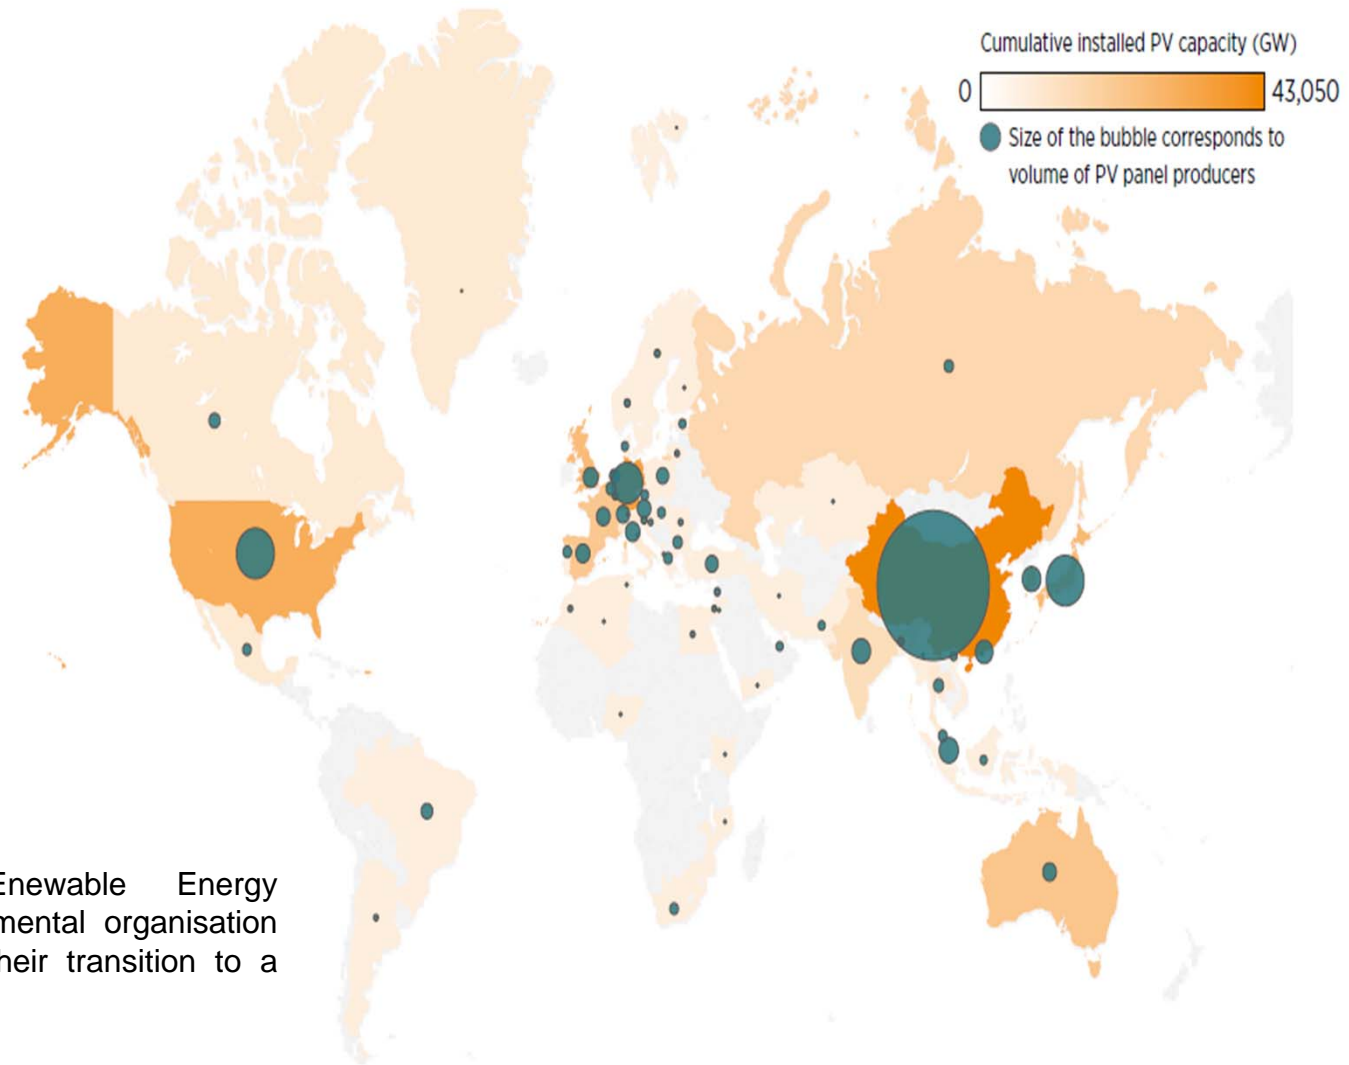 Cumulative installed PV capacity (GW)
0 43,050
Size of the bubble corresponds to
volume of PV panel producers
Enewable Energy
mental organisation
heir transition to a